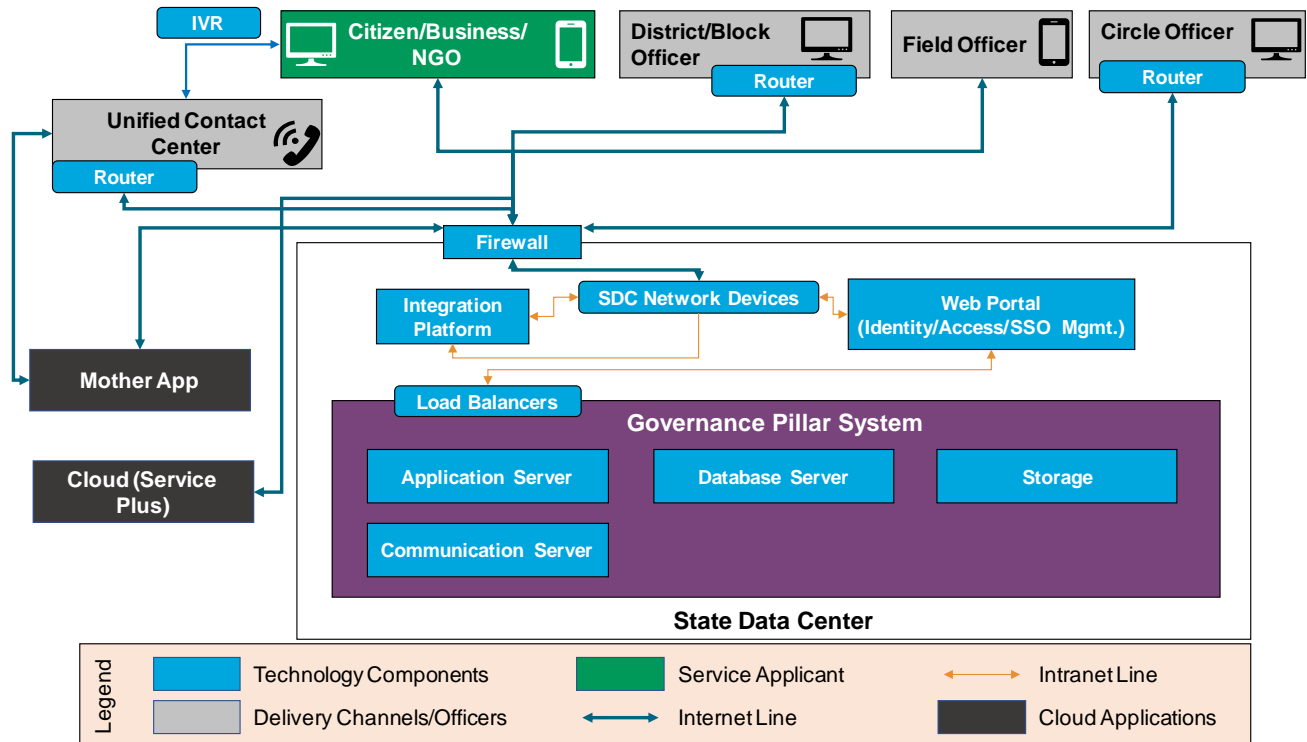 IVR
Citizen/Business/
NGO
District/Block
Officer
Router
Field Officer
Circle Officer
Router
Unified Contact
Center
Router
Firewall
Integration
Platform
SDC Network Devices
Web Portal
(Identity/Access/SSO Mgmt.)
Mother App
Load Balancers
Governance Pillar System
Cloud (Service
Plus)
Application Server
Database Server
Storage
Communication Server
State Data Center
Legend
Technology Components
Service Applicant
Intranet Line
Delivery Channels/Officers
Internet Line
Cloud Applications